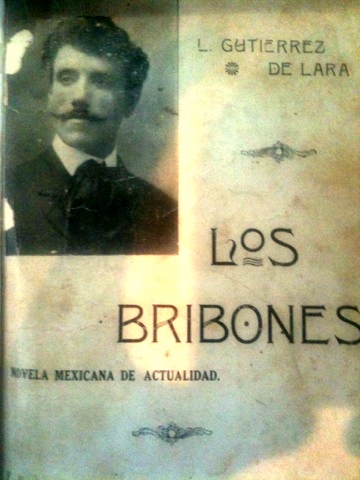 L. GUTIERREZ
DE LARA
LOS
BRIBONES
NOVELA MEXICANA DE ACTUALIDAD.